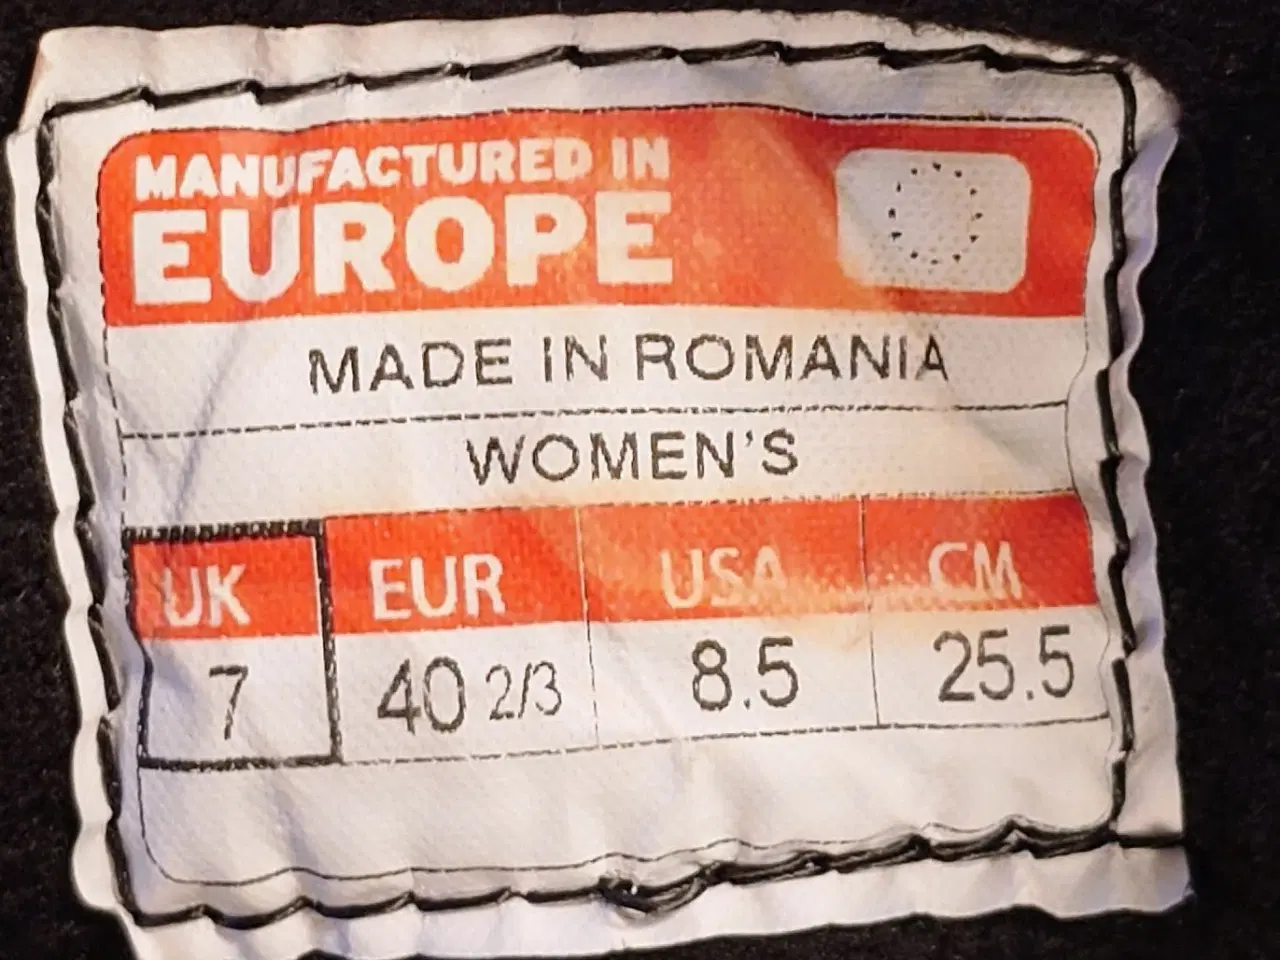 MANUFACTURED IN
EUROPE
MADE IN ROMANIA
WOMEN'S
UK EUR USA CM
7 40 2/3 8.5 25.5